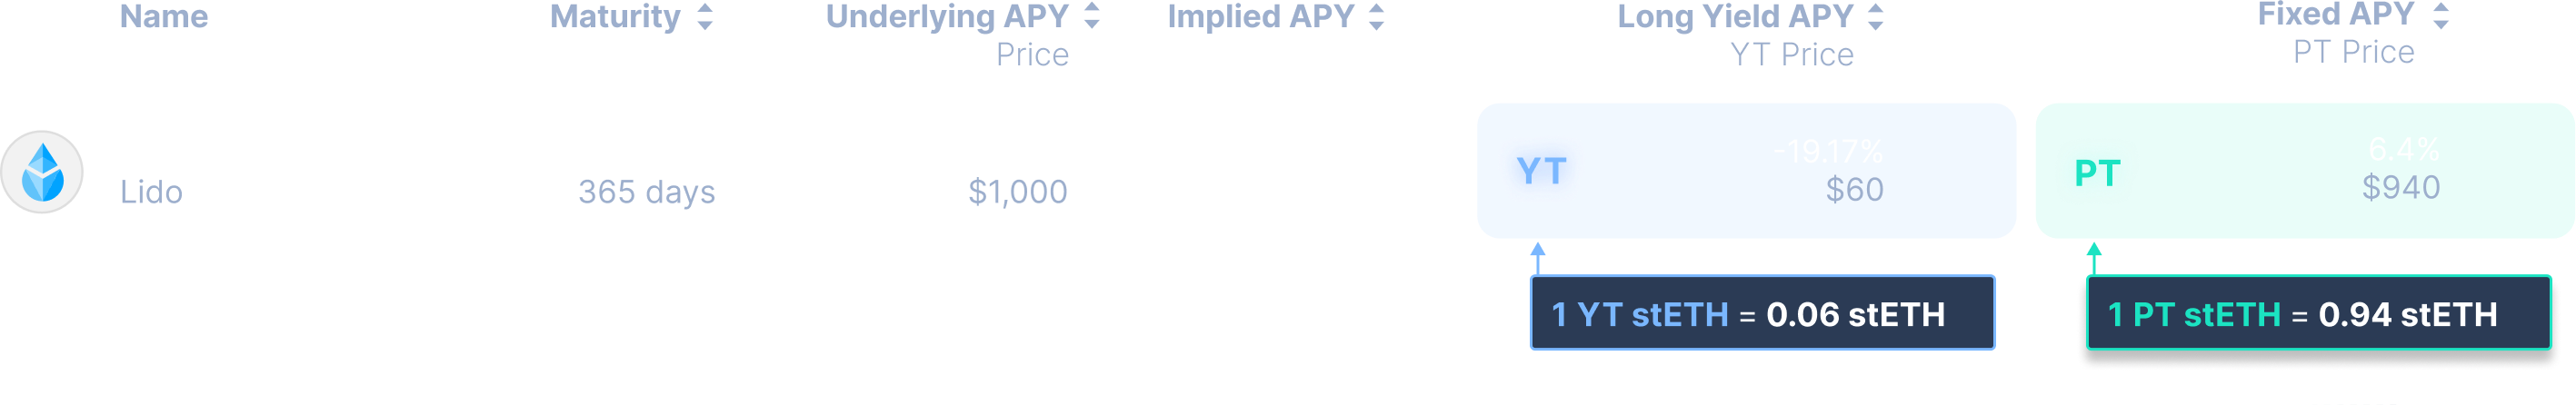 Name Maturity Underlying APY Implied APY Long Yield APY Fixed APY
Price YT Price PT Price
YT -19.17% PT 6.4%
Lido 365 days $1,000 $60 $940
1 YT stETH = 0.06 stETH 1 PT stETH = 0.94 stETH